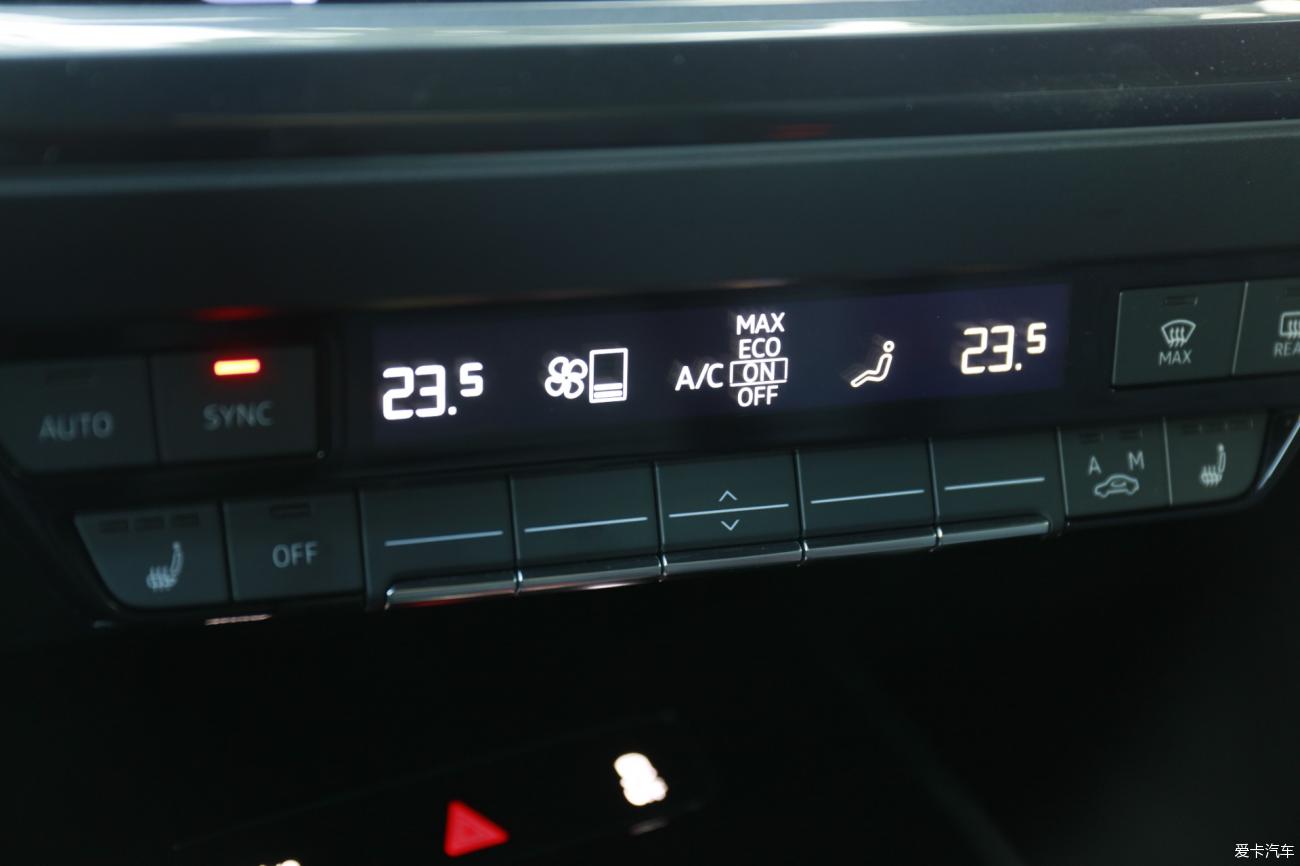 AUTO
SYNC
23.5
A/C
MAX
ECO
ON
OFF
23.5
MAX
OFF
A M
爱卡汽车